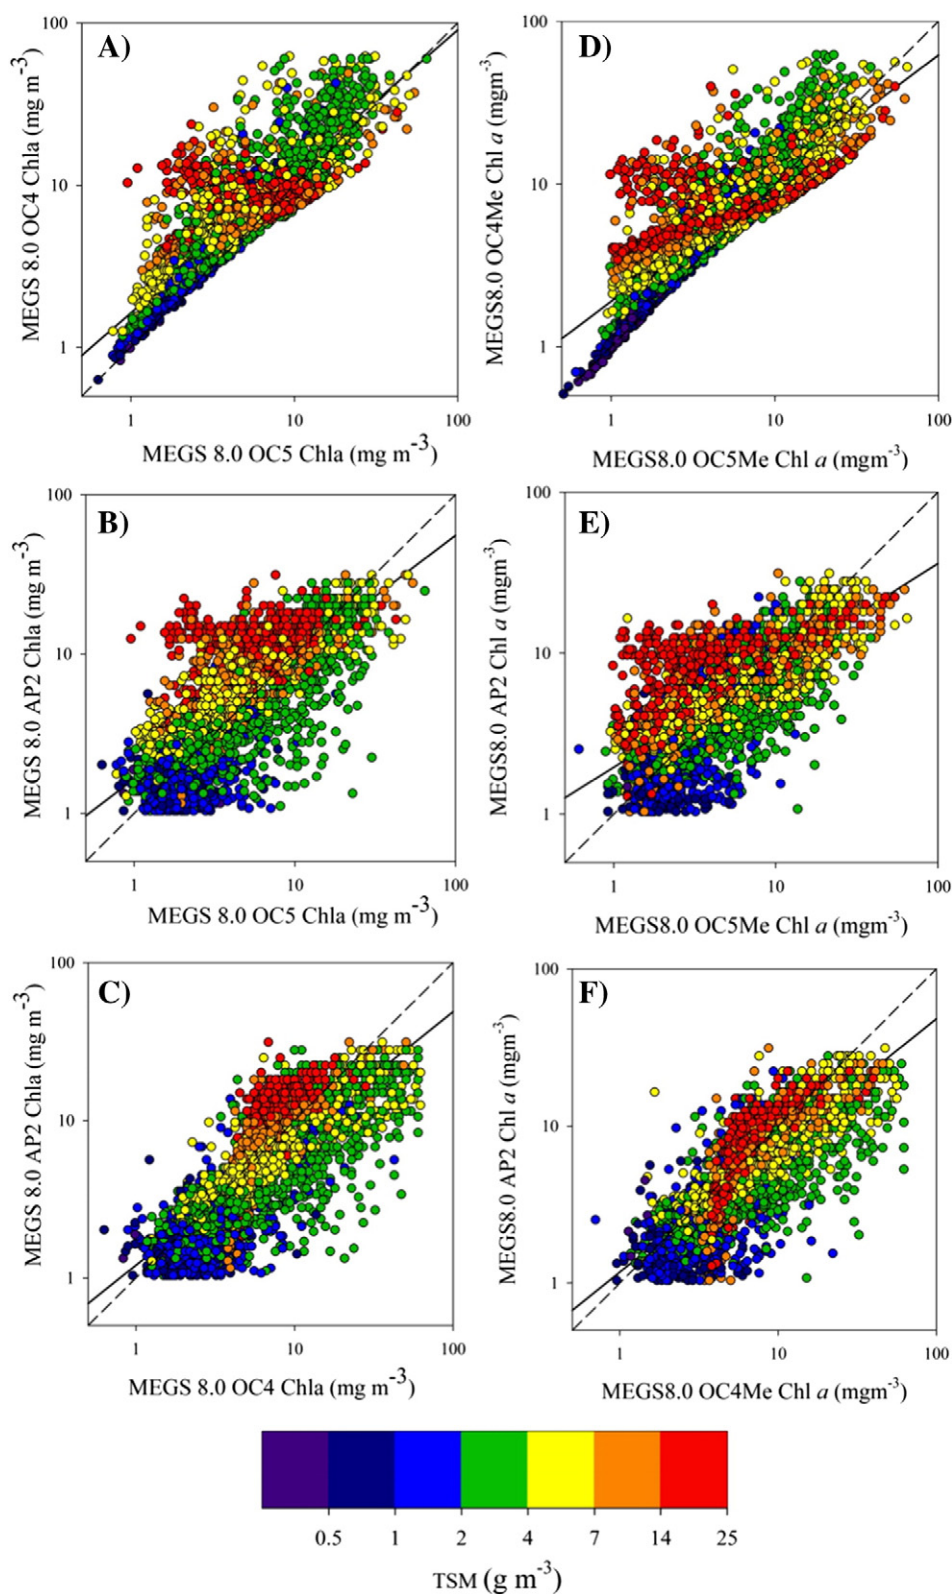 A)
MEGS 8.0 OC4 Chla (mg m-3)
100
10
1
1 10 100
MEGS 8.0 OC5 Chla (mg m-3)
D)
MEGS8.0 OC4Me Chl a (mgm-3)
100
10
1
1 10 100
MEGS8.0 OC5Me Chl a (mgm-3)
B)
MEGS 8.0 AP2 Chla (mg m-3)
100
10
1
1 10 100
MEGS 8.0 OC5 Chla (mg m-3)
E)
MEGS8.0 AP2 Chl a (mgm-3)
100
10
1
1 10 100
MEGS8.0 OC5Me Chl a (mgm-3)
C)
MEGS 8.0 AP2 Chla (mg m-3)
100
10
1
1 10 100
MEGS 8.0 OC4 Chla (mg m-3)
F)
MEGS8.0 AP2 Chl a (mgm-3)
100
10
1
1 10 100
MEGS8.0 OC4Me Chl a (mgm-3)
0.5 1 2 4 7 14 25
TSM (g m-3)